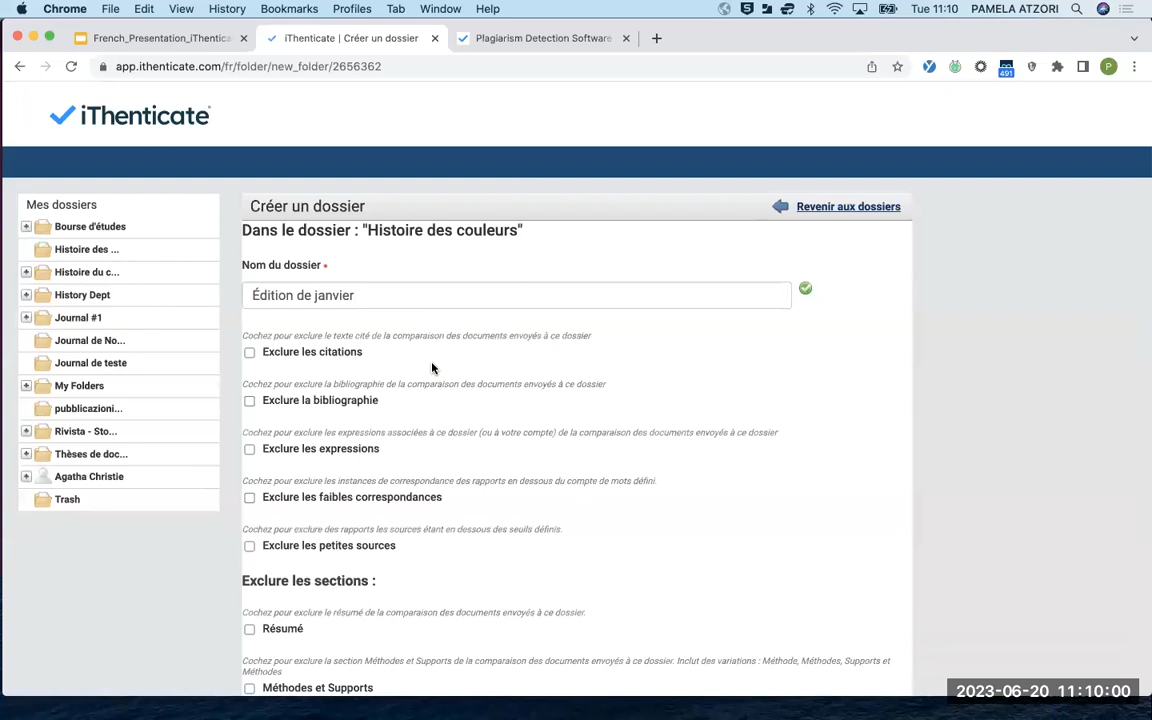 Chrome File Edit View History Bookmarks Profiles Tab Window Help Tue 11:10 PAMELA ATZORI
French_Presentation_iThentica
iThenticate | Créer un dossier
Plagiarism Detection Software
app.ithenticate.com/fr/folder/new_folder/2656362
491
P
iThenticate
Mes dossiers
Bourse d'études
Histoire des ...
Histoire du c...
History Dept
Journal #1
Journal de No...
Journal de teste
My Folders
pubblicazioni...
Rivista - Sto...
Thèses de doc...
Agatha Christie
Trash
Créer un dossier
Revenir aux dossiers
Dans le dossier : "Histoire des couleurs"
Nom du dossier
Édition de janvier
Cochez pour exclure le texte cité de la comparaison des documents envoyés à ce dossier
Exclure les citations
Cochez pour exclure la bibliographie de la comparaison des documents envoyés à ce dossier
Exclure la bibliographie
Cochez pour exclure les expressions associées à ce dossier (ou à votre compte) de la comparaison des documents envoyés à ce dossier
Exclure les expressions
Cochez pour exclure les instances de correspondance des rapports en dessous du compte de mots défini.
Exclure les faibles correspondances
Cochez pour exclure des rapports les sources étant en dessous des seuils définis.
Exclure les petites sources
Exclure les sections :
Cochez pour exclure le résumé de la comparaison des documents envoyés à ce dossier.
Résumé
Cochez pour exclure la section Méthodes et Supports de la comparaison des documents envoyés à ce dossier. Inclut des variations : Méthode, Méthodes, Supports et
Méthodes
Méthodes et Supports
2023-06-20 11:10:00